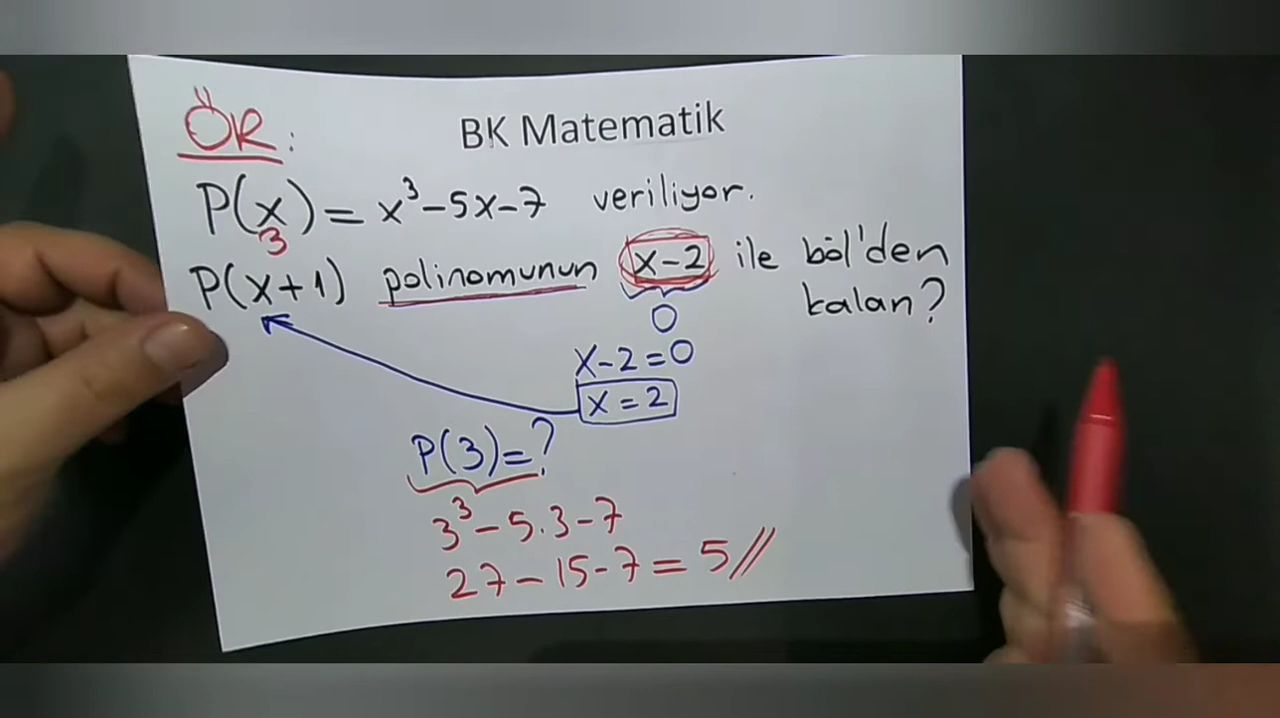 ÖR:
BK Matematik
P(x) = x³-5x-7 veriliyor.
3
P(x+1) polinomunun x-2 ile böl'den
kalan?
0
x-2=0
x=2
P(3)=?
3³-5.3-7
27-15-7=5//